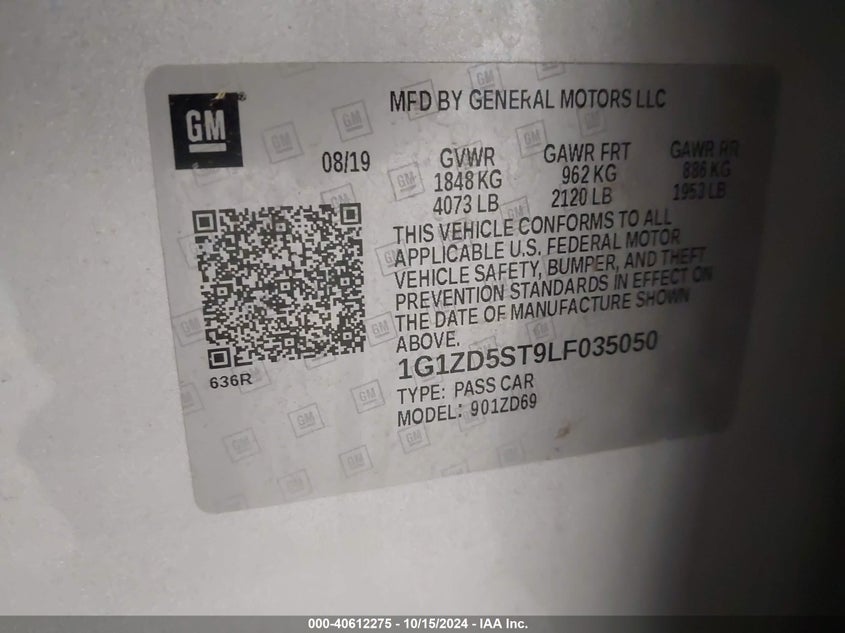 GM
MFD BY GENERAL MOTORS LLC
08/19
GVWR GAWR FRT GAWR RR
1848 KG 962 KG 886 KG
4073 LB 2120 LB 1953 LB
THIS VEHICLE CONFORMS TO ALL
APPLICABLE U.S. FEDERAL MOTOR
VEHICLE SAFETY, BUMPER, AND THEFT
PREVENTION STANDARDS IN EFFECT ON
THE DATE OF MANUFACTURE SHOWN
ABOVE.
636R
1G1ZD5ST9LF035050
TYPE: PASS CAR
MODEL: 901ZD69
000-40612275 - 10/15/2024 - IAA Inc.